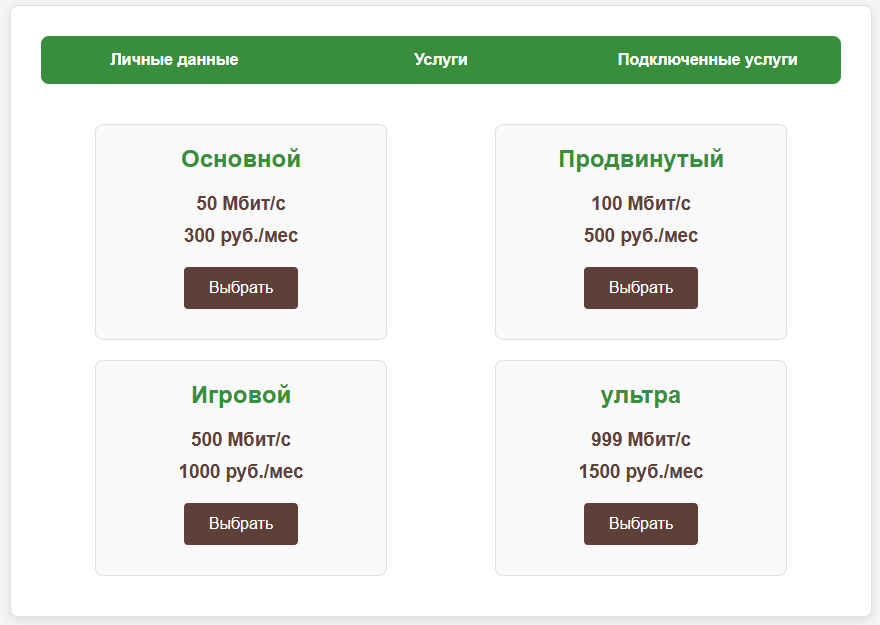 Личные данные Услуги Подключенные услуги
Основной
50 Мбит/с
300 руб./мес
Выбрать
Продвинутый
100 Мбит/с
500 руб./мес
Выбрать
Игровой
500 Мбит/с
1000 руб./мес
Выбрать
ультра
999 Мбит/с
1500 руб./мес
Выбрать